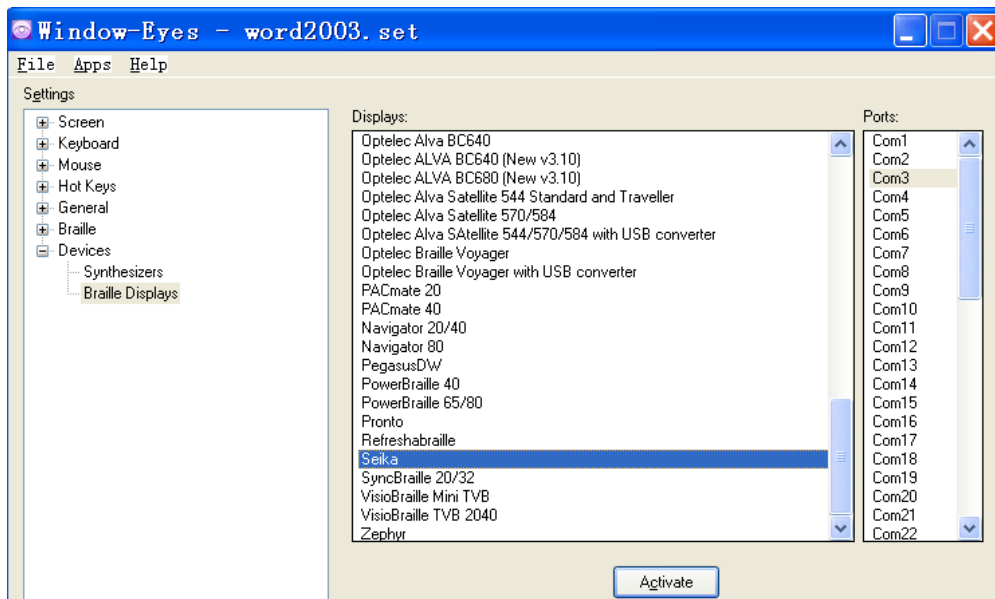 Window-Eyes - word2003.set
File Apps Help
Settings
Screen
Keyboard
Mouse
Hot Keys
General
Braille
Devices
Synthesizers
Braille Displays
Displays:
Optelec Alva BC640
Optelec ALVA BC640 (New v3.10)
Optelec ALVA BC680 (New v3.10)
Optelec Alva Satellite 544 Standard and Traveller
Optelec Alva Satellite 570/584
Optelec Alva SAtellite 544/570/584 with USB converter
Optelec Braille Voyager
Optelec Braille Voyager with USB converter
PACmate 20
PACmate 40
Navigator 20/40
Navigator 80
PegasusDW
PowerBraille 40
PowerBraille 65/80
Pronto
Refreshabraille
Seika
SyncBraille 20/32
VisioBraille Mini TVB
VisioBraille TVB 2040
Zephyr
Ports:
Com1
Com2
Com3
Com4
Com5
Com6
Com7
Com8
Com9
Com10
Com11
Com12
Com13
Com14
Com15
Com16
Com17
Com18
Com19
Com20
Com21
Com22
Activate